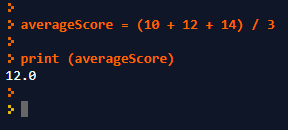 >
> averageScore = (10 + 12 + 14) / 3
>
> print (averageScore)
12.0
>
>